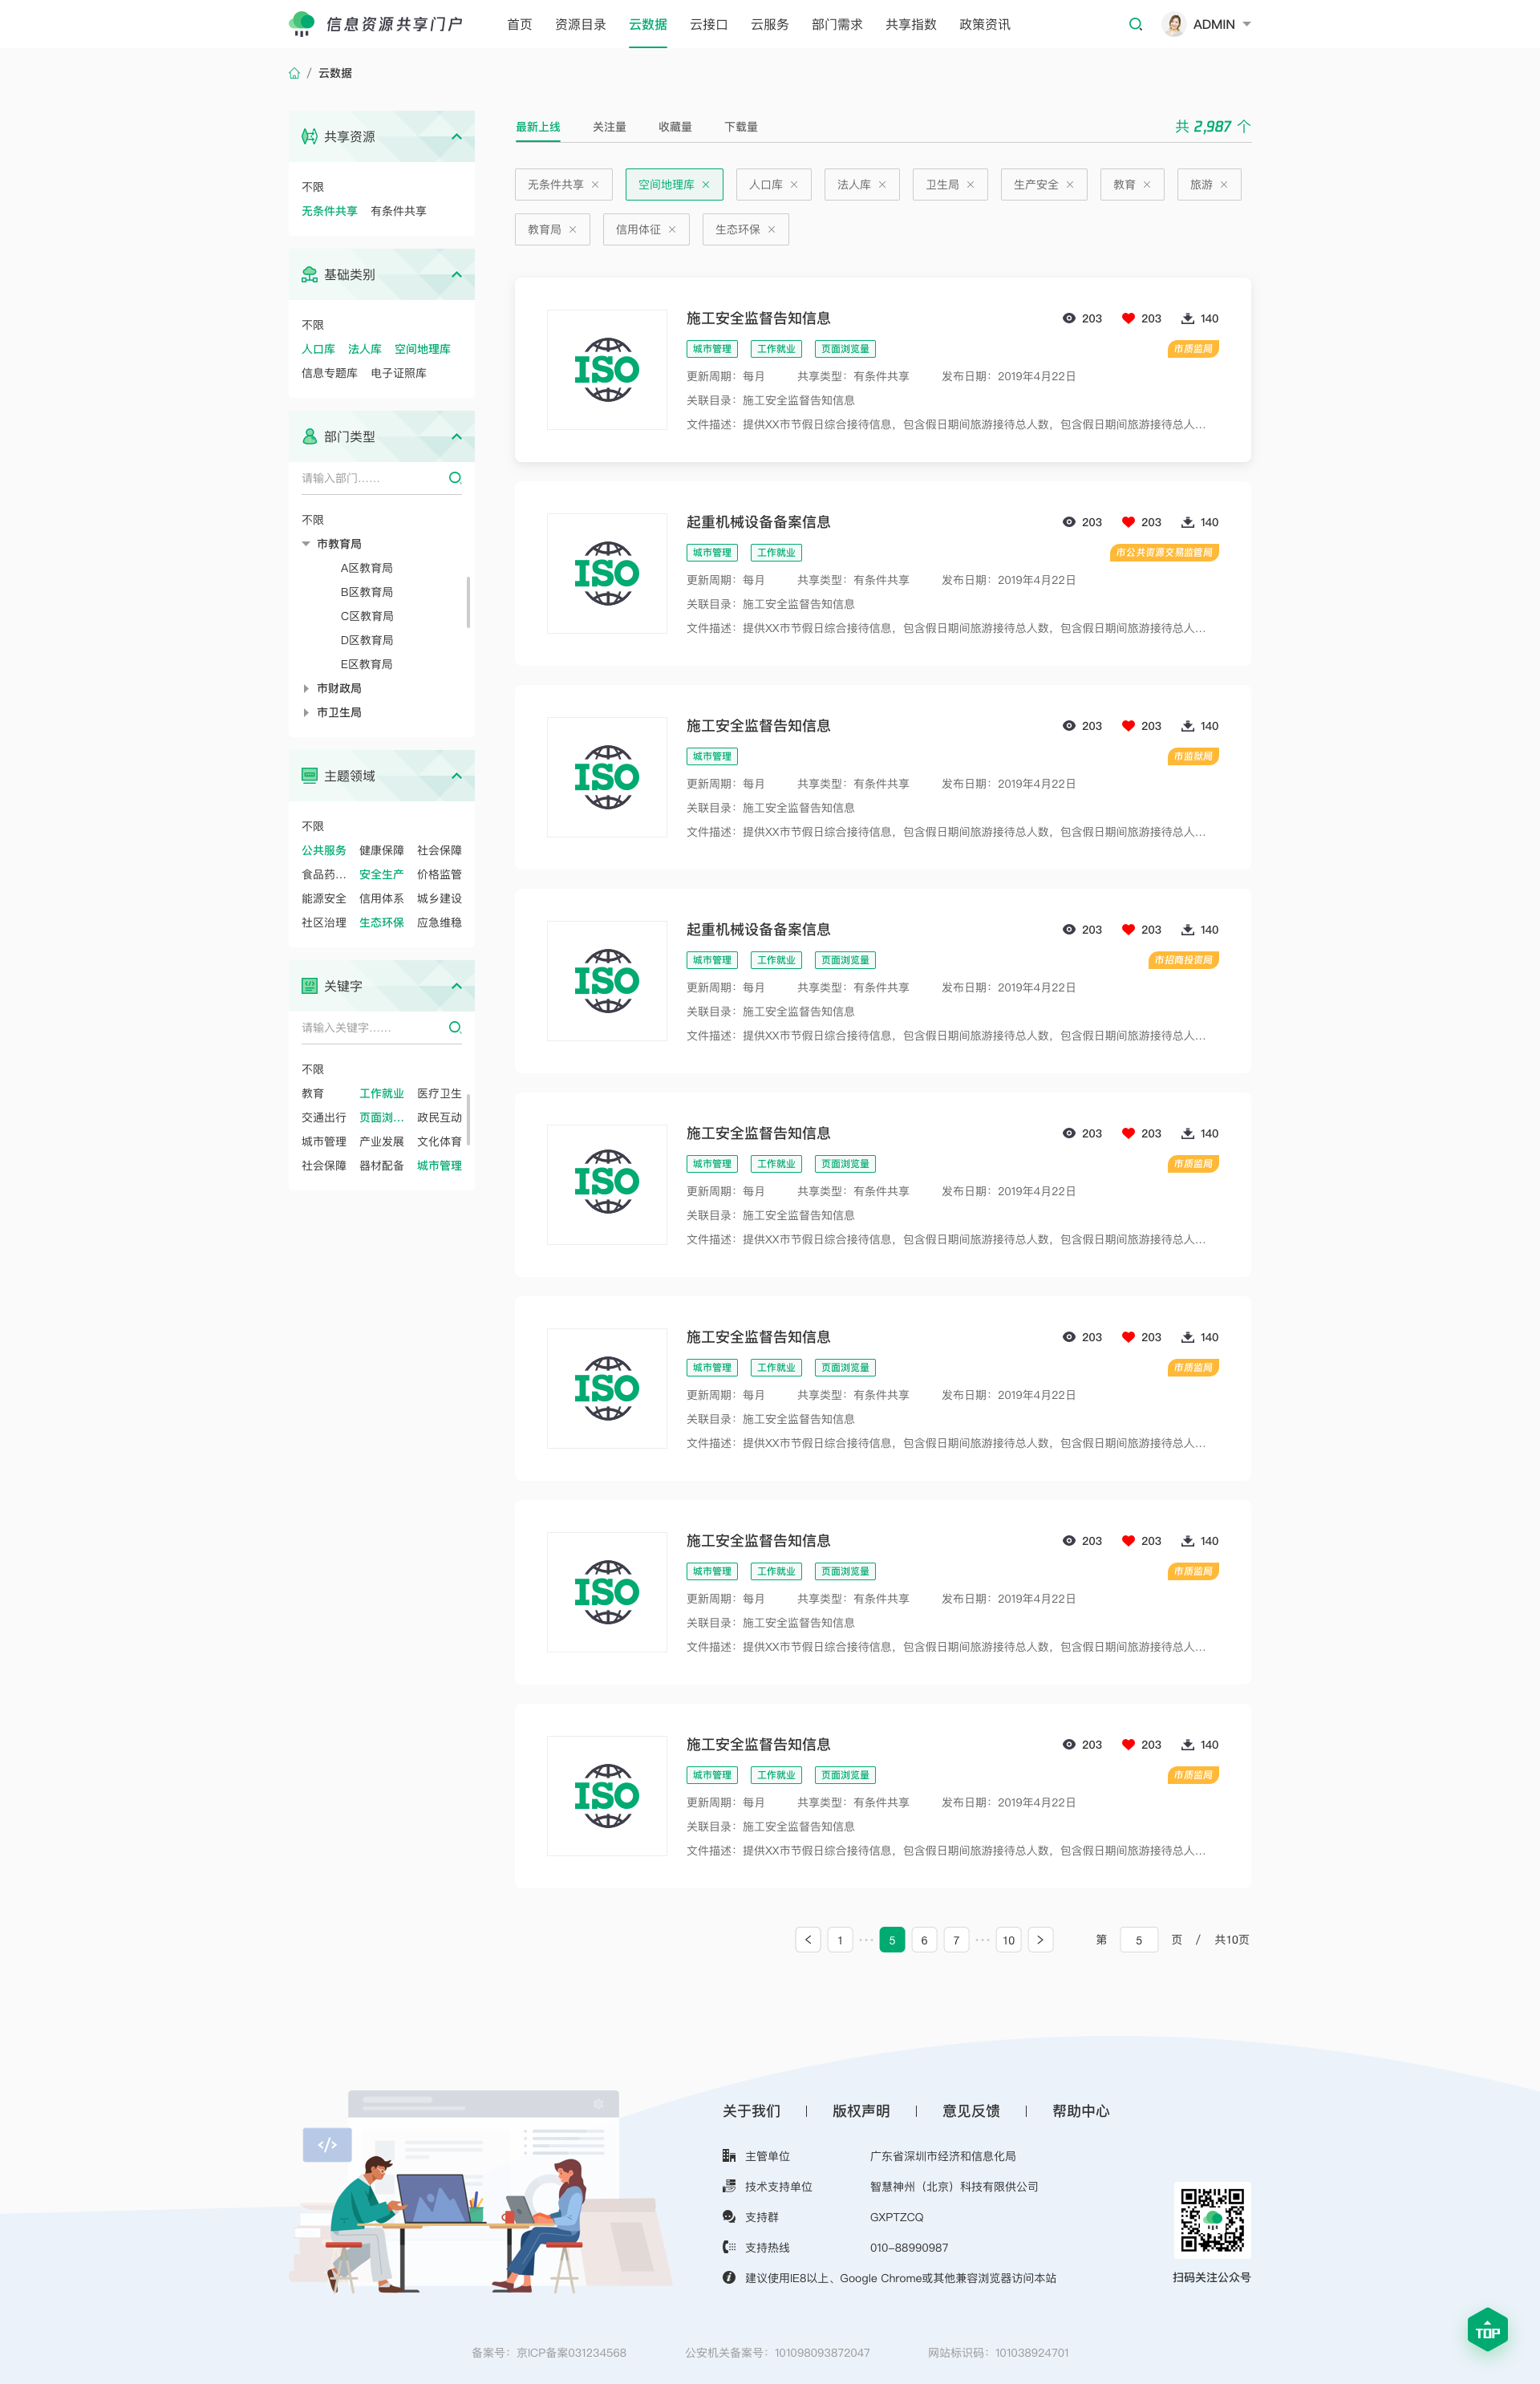 信息资源共享门户 首页 资源目录 云数据 云接口 云服务 部门需求 共享指数 政策资讯 ADMIN
/ 云数据
共享资源
不限
无条件共享 有条件共享
基础类别
不限
人口库 法人库 空间地理库
信息专题库 电子证照库
部门类型
请输入部门……
不限
市教育局
A区教育局
B区教育局
C区教育局
D区教育局
E区教育局
市财政局
市卫生局
主题领域
不限
公共服务 健康保障 社会保障
食品药... 安全生产 价格监管
能源安全 信用体系 城乡建设
社区治理 生态环保 应急维稳
关键字
请输入关键字……
不限
教育 工作就业 医疗卫生
交通出行 页面浏... 政民互动
城市管理 产业发展 文化体育
社会保障 器材配备 城市管理
最新上线 关注量 收藏量 下载量 共 2,987 个
无条件共享 × 空间地理库 × 人口库 × 法人库 × 卫生局 × 生产安全 × 教育 × 旅游 ×
教育局 × 信用体征 × 生态环保 ×
ISO
施工安全监督告知信息 203 203 140
城市管理 工作就业 页面浏览量 市质监局
更新周期：每月 共享类型：有条件共享 发布日期：2019年4月22日
关联目录：施工安全监督告知信息
文件描述：提供XX市节假日综合接待信息，包含假日期间旅游接待总人数，包含假日期间旅游接待总人...
ISO
起重机械设备备案信息 203 203 140
城市管理 工作就业 市公共资源交易监管局
更新周期：每月 共享类型：有条件共享 发布日期：2019年4月22日
关联目录：施工安全监督告知信息
文件描述：提供XX市节假日综合接待信息，包含假日期间旅游接待总人数，包含假日期间旅游接待总人...
ISO
施工安全监督告知信息 203 203 140
城市管理 市监狱局
更新周期：每月 共享类型：有条件共享 发布日期：2019年4月22日
关联目录：施工安全监督告知信息
文件描述：提供XX市节假日综合接待信息，包含假日期间旅游接待总人数，包含假日期间旅游接待总人...
ISO
起重机械设备备案信息 203 203 140
城市管理 工作就业 页面浏览量 市招商投资局
更新周期：每月 共享类型：有条件共享 发布日期：2019年4月22日
关联目录：施工安全监督告知信息
文件描述：提供XX市节假日综合接待信息，包含假日期间旅游接待总人数，包含假日期间旅游接待总人...
ISO
施工安全监督告知信息 203 203 140
城市管理 工作就业 页面浏览量 市质监局
更新周期：每月 共享类型：有条件共享 发布日期：2019年4月22日
关联目录：施工安全监督告知信息
文件描述：提供XX市节假日综合接待信息，包含假日期间旅游接待总人数，包含假日期间旅游接待总人...
ISO
施工安全监督告知信息 203 203 140
城市管理 工作就业 页面浏览量 市质监局
更新周期：每月 共享类型：有条件共享 发布日期：2019年4月22日
关联目录：施工安全监督告知信息
文件描述：提供XX市节假日综合接待信息，包含假日期间旅游接待总人数，包含假日期间旅游接待总人...
ISO
施工安全监督告知信息 203 203 140
城市管理 工作就业 页面浏览量 市质监局
更新周期：每月 共享类型：有条件共享 发布日期：2019年4月22日
关联目录：施工安全监督告知信息
文件描述：提供XX市节假日综合接待信息，包含假日期间旅游接待总人数，包含假日期间旅游接待总人...
ISO
施工安全监督告知信息 203 203 140
城市管理 工作就业 页面浏览量 市质监局
更新周期：每月 共享类型：有条件共享 发布日期：2019年4月22日
关联目录：施工安全监督告知信息
文件描述：提供XX市节假日综合接待信息，包含假日期间旅游接待总人数，包含假日期间旅游接待总人...
< 1 ··· 5 6 7 ··· 10 > 第 5 页 / 共10页
</>
关于我们 | 版权声明 | 意见反馈 | 帮助中心
主管单位 广东省深圳市经济和信息化局
技术支持单位 智慧神州（北京）科技有限供公司
支持群 GXPTZCQ
支持热线 010-88990987
建议使用IE8以上、Google Chrome或其他兼容浏览器访问本站
扫码关注公众号
TOP
备案号：京ICP备案031234568 公安机关备案号：101098093872047 网站标识码：101038924701